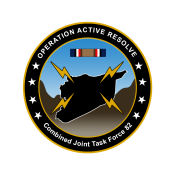 OPERATION ACTIVE RESOLVE
Combined Joint Task Force 82